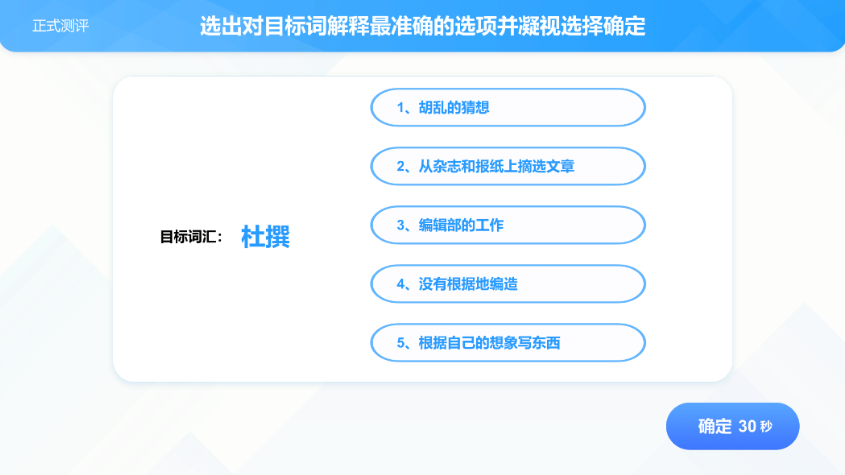 正式测评
选出对目标词解释最准确的选项并凝视选择确定
1、胡乱的猜想
2、从杂志和报纸上摘选文章
3、编辑部的工作
目标词汇： 杜撰
4、没有根据地编造
5、根据自己的想象写东西
确定 30 秒